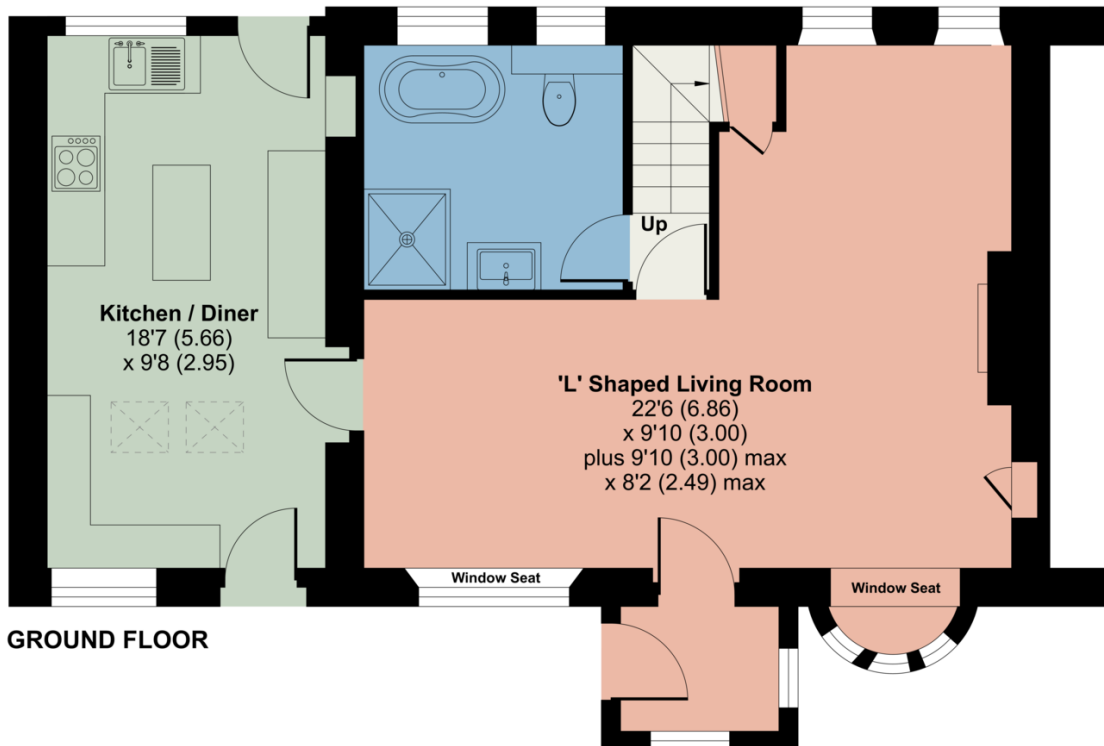 Up
Kitchen / Diner
18'7 (5.66)
x 9'8 (2.95)
'L' Shaped Living Room
22'6 (6.86)
x 9'10 (3.00)
plus 9'10 (3.00) max
x 8'2 (2.49) max
Window Seat
Window Seat
GROUND FLOOR